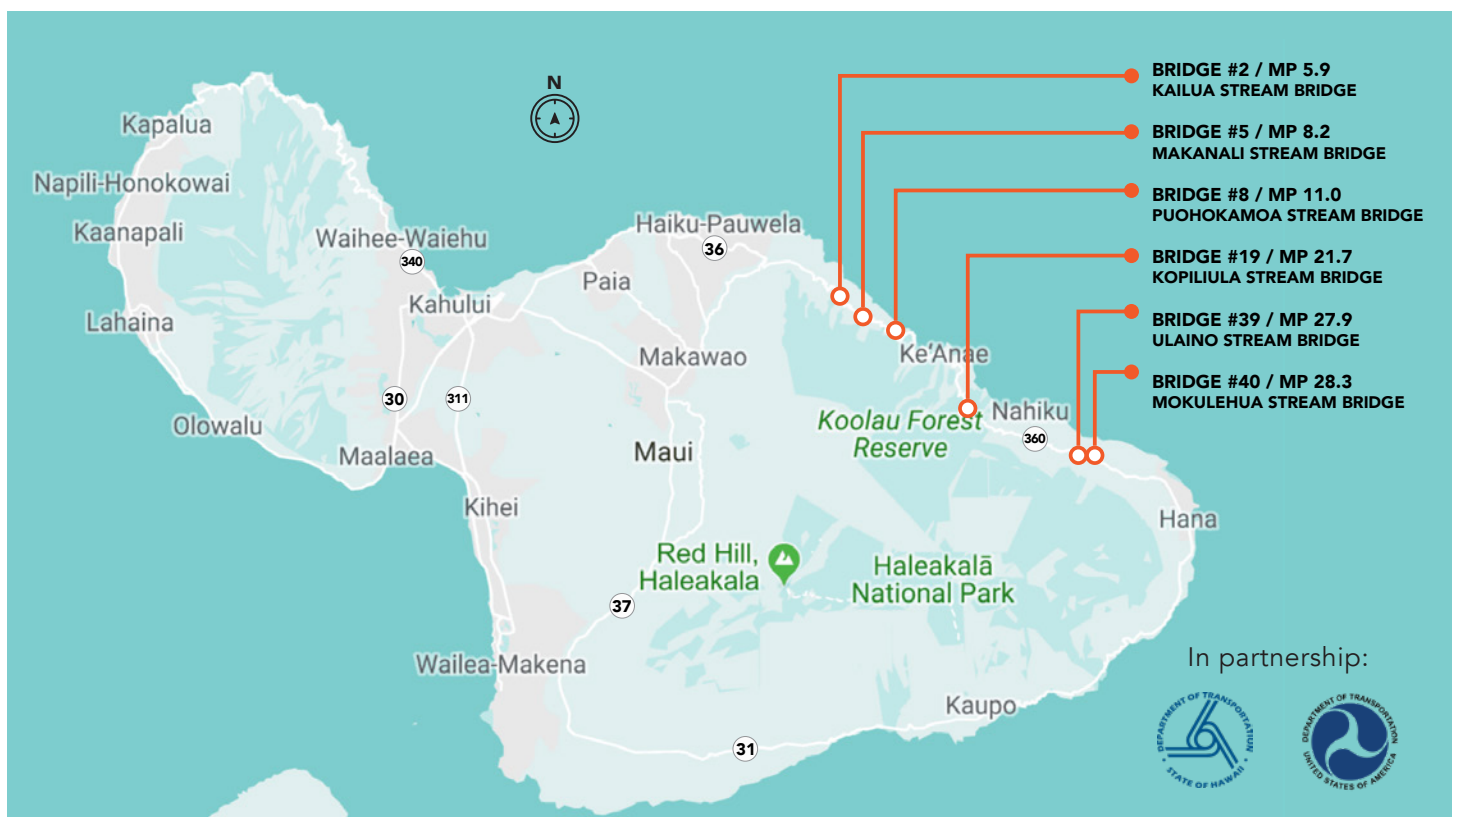 N
BRIDGE #2 / MP 5.9
KAILUA STREAM BRIDGE
BRIDGE #5 / MP 8.2
MAKANALI STREAM BRIDGE
BRIDGE #8 / MP 11.0
PUOHOKAMOA STREAM BRIDGE
BRIDGE #19 / MP 21.7
KOPILIULA STREAM BRIDGE
BRIDGE #39 / MP 27.9
ULAINO STREAM BRIDGE
BRIDGE #40 / MP 28.3
MOKULEHUA STREAM BRIDGE
Kapalua
Napili-Honokowai
Kaanapali
Waihee-Waiehu
340
Haiku-Pauwela
36
Paia
Kahului
Lahaina
Makawao
Ke‘Anae
30
311
Olowalu
Koolau Forest
Reserve
Nahiku
360
Maalaea
Maui
Kihei
Hana
Red Hill,
Haleakala
Haleakalā
National Park
37
Wailea-Makena
Kaupo
31
In partnership:
DEPARTMENT OF TRANSPORTATION
STATE OF HAWAII
DEPARTMENT OF TRANSPORTATION
UNITED STATES OF AMERICA